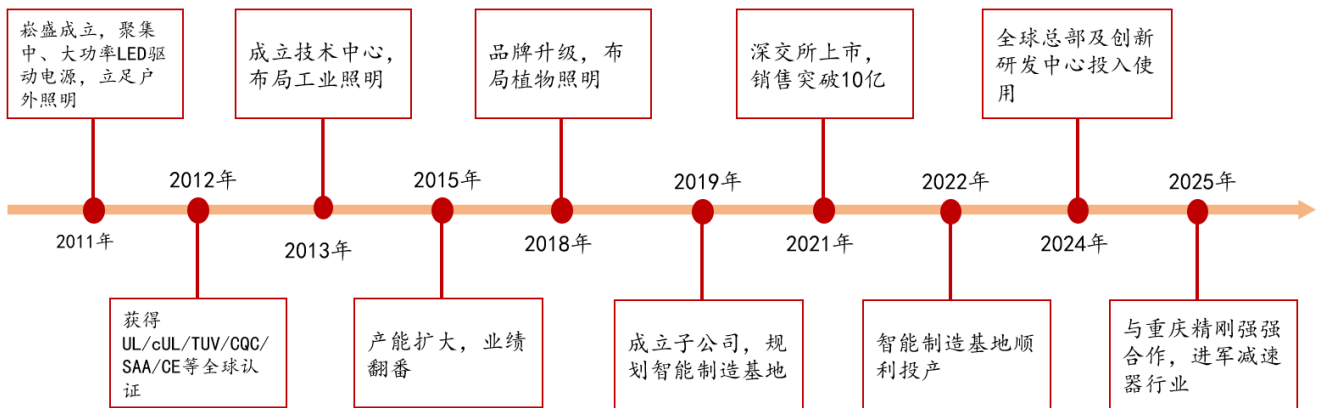 崧盛成立，聚集
中、大功率LED驱
动电源，立足户
外照明
成立技术中心，
布局工业照明
品牌升级，布
局植物照明
深交所上市，
销售突破10亿
全球总部及创新
研发中心投入使
用
2012年
2015年
2019年
2022年
2025年
2011年
2013年
2018年
2021年
2024年
获得
UL/cUL/TUV/CQC/
SAA/CE等全球认
证
产能扩大，业绩
翻番
成立子公司，规
划智能制造基地
智能制造基地顺
利投产
与重庆精刚强强
合作，进军减速
器行业